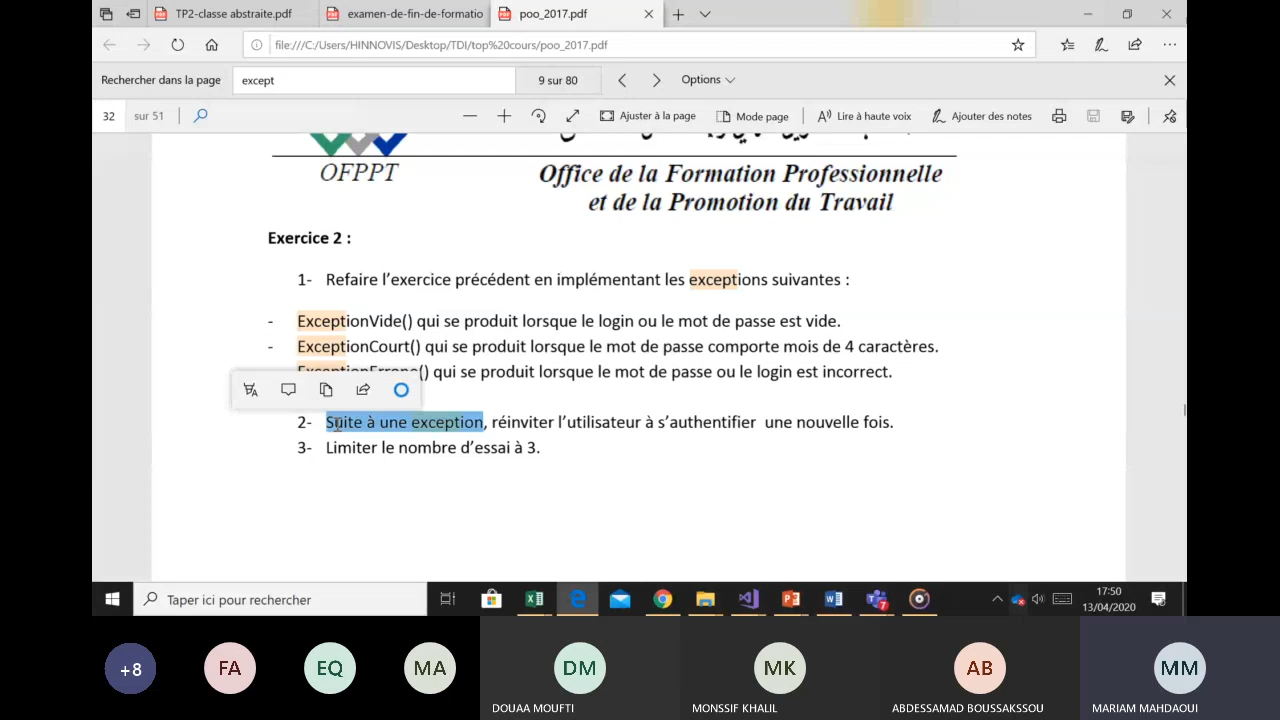 TP2-classe abstraite.pdf
examen-de-fin-de-formatio
poo_2017.pdf
file:///C:/Users/HINNOVIS/Desktop/TDI/top%20cours/poo_2017.pdf
Rechercher dans la page
except
9 sur 80
Options
32
sur 51
Ajuster à la page
Mode page
Lire à haute voix
Ajouter des notes
OFPPT
Office de la Formation Professionnelle
et de la Promotion du Travail
Exercice 2 :
1- Refaire l’exercice précédent en implémentant les exceptions suivantes :
- ExceptionVide() qui se produit lorsque le login ou le mot de passe est vide.
- ExceptionCourt() qui se produit lorsque le mot de passe comporte mois de 4 caractères.
qui se produit lorsque le mot de passe ou le login est incorrect.
2- Suite à une exception, réinviter l’utilisateur à s’authentifier une nouvelle fois.
3- Limiter le nombre d’essai à 3.
Taper ici pour rechercher
17:50
13/04/2020
+8
FA
EQ
MA
DM
MK
AB
MM
DOUAA MOUFTI
MONSSIF KHALIL
ABDESSAMAD BOUSSAKSSOU
MARIAM MAHDAOUI